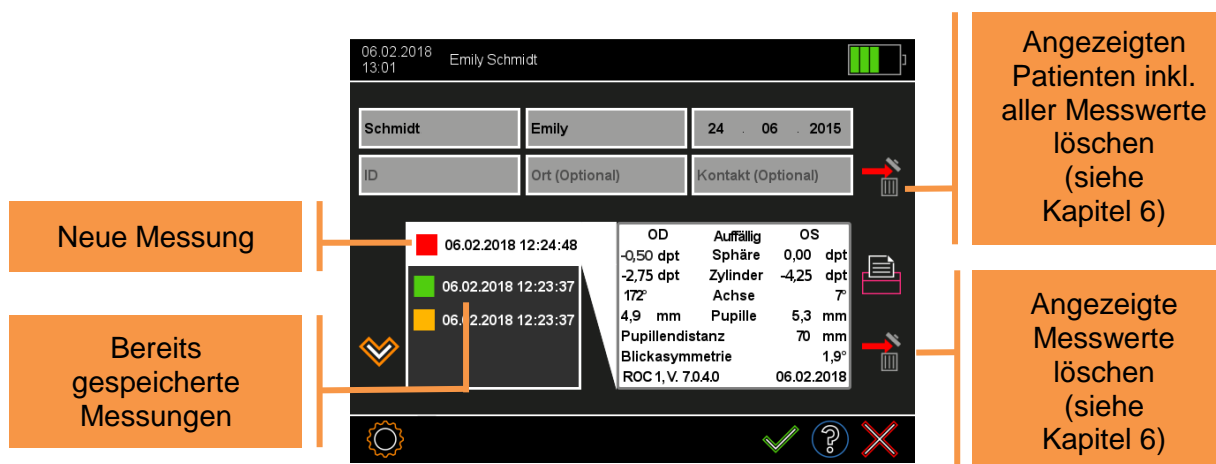 06.02.2018
13:01
Emily Schmidt
Schmidt
Emily
24 . 06 . 2015
ID
Ort (Optional)
Kontakt (Optional)
Neue Messung
Bereits
gespeicherte
Messungen
06.02.2018 12:24:48
06.02.2018 12:23:37
06.02.2018 12:23:37
OD Auffällig OS
-0,50 dpt Sphäre 0,00 dpt
-2,75 dpt Zylinder -4,25 dpt
172° Achse 7°
4,9 mm Pupille 5,3 mm
Pupillendistanz 70 mm
Blickasymmetrie 1,9°
ROC 1, V. 7.0.4.0 06.02.2018
Angezeigten
Patienten inkl.
aller Messwerte
löschen
(siehe
Kapitel 6)
Angezeigte
Messwerte
löschen
(siehe
Kapitel 6)